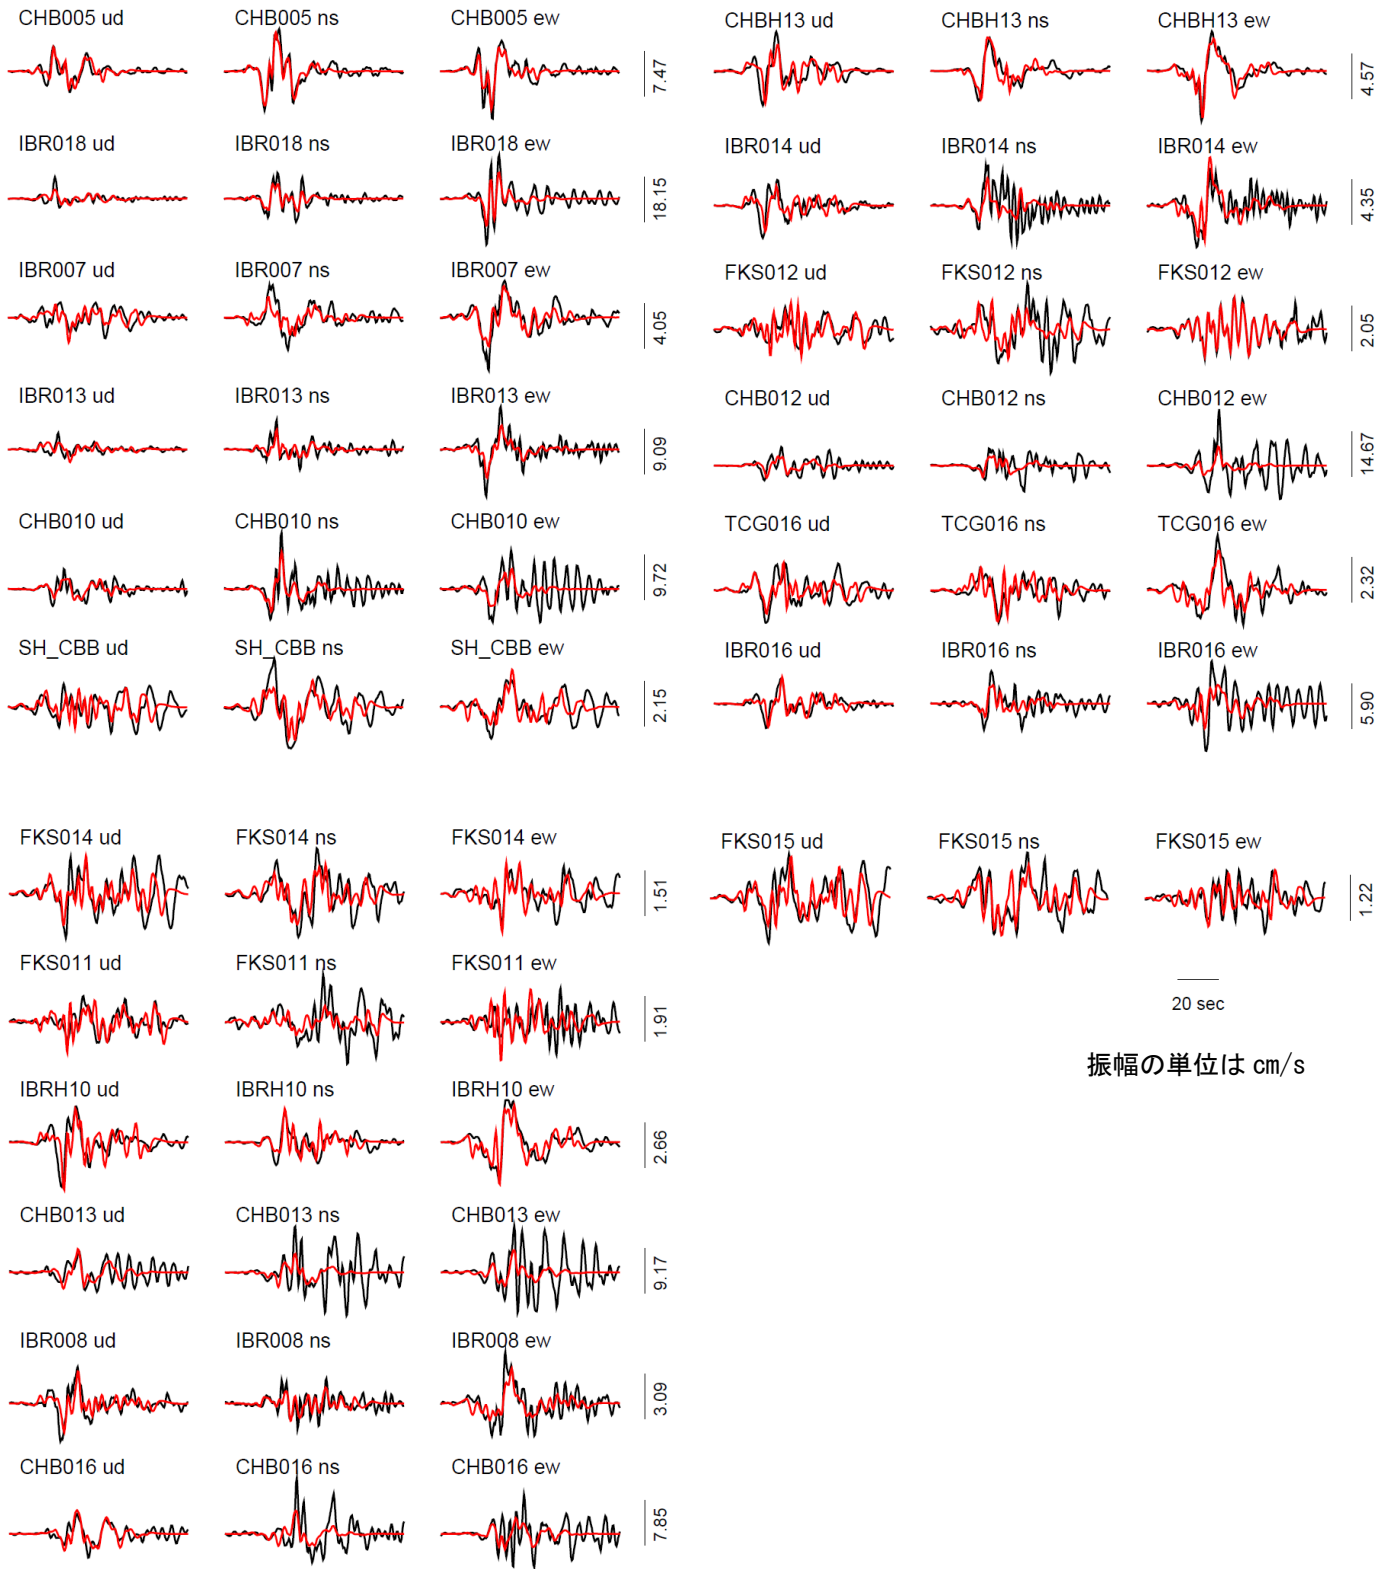 CHB005 ud CHB005 ns CHB005 ew 7.47
CHBH13 ud CHBH13 ns CHBH13 ew 4.57
IBR018 ud IBR018 ns IBR018 ew 18.15
IBR014 ud IBR014 ns IBR014 ew 4.35
IBR007 ud IBR007 ns IBR007 ew 4.05
FKS012 ud FKS012 ns FKS012 ew 2.05
IBR013 ud IBR013 ns IBR013 ew 9.09
CHB012 ud CHB012 ns CHB012 ew 14.67
CHB010 ud CHB010 ns CHB010 ew 9.72
TCG016 ud TCG016 ns TCG016 ew 2.32
SH_CBB ud SH_CBB ns SH_CBB ew 2.15
IBR016 ud IBR016 ns IBR016 ew 5.90
FKS014 ud FKS014 ns FKS014 ew 1.51
FKS015 ud FKS015 ns FKS015 ew 1.22
FKS011 ud FKS011 ns FKS011 ew 1.91
20 sec
振幅の単位は cm/s
IBRH10 ud IBRH10 ns IBRH10 ew 2.66
CHB013 ud CHB013 ns CHB013 ew 9.17
IBR008 ud IBR008 ns IBR008 ew 3.09
CHB016 ud CHB016 ns CHB016 ew 7.85